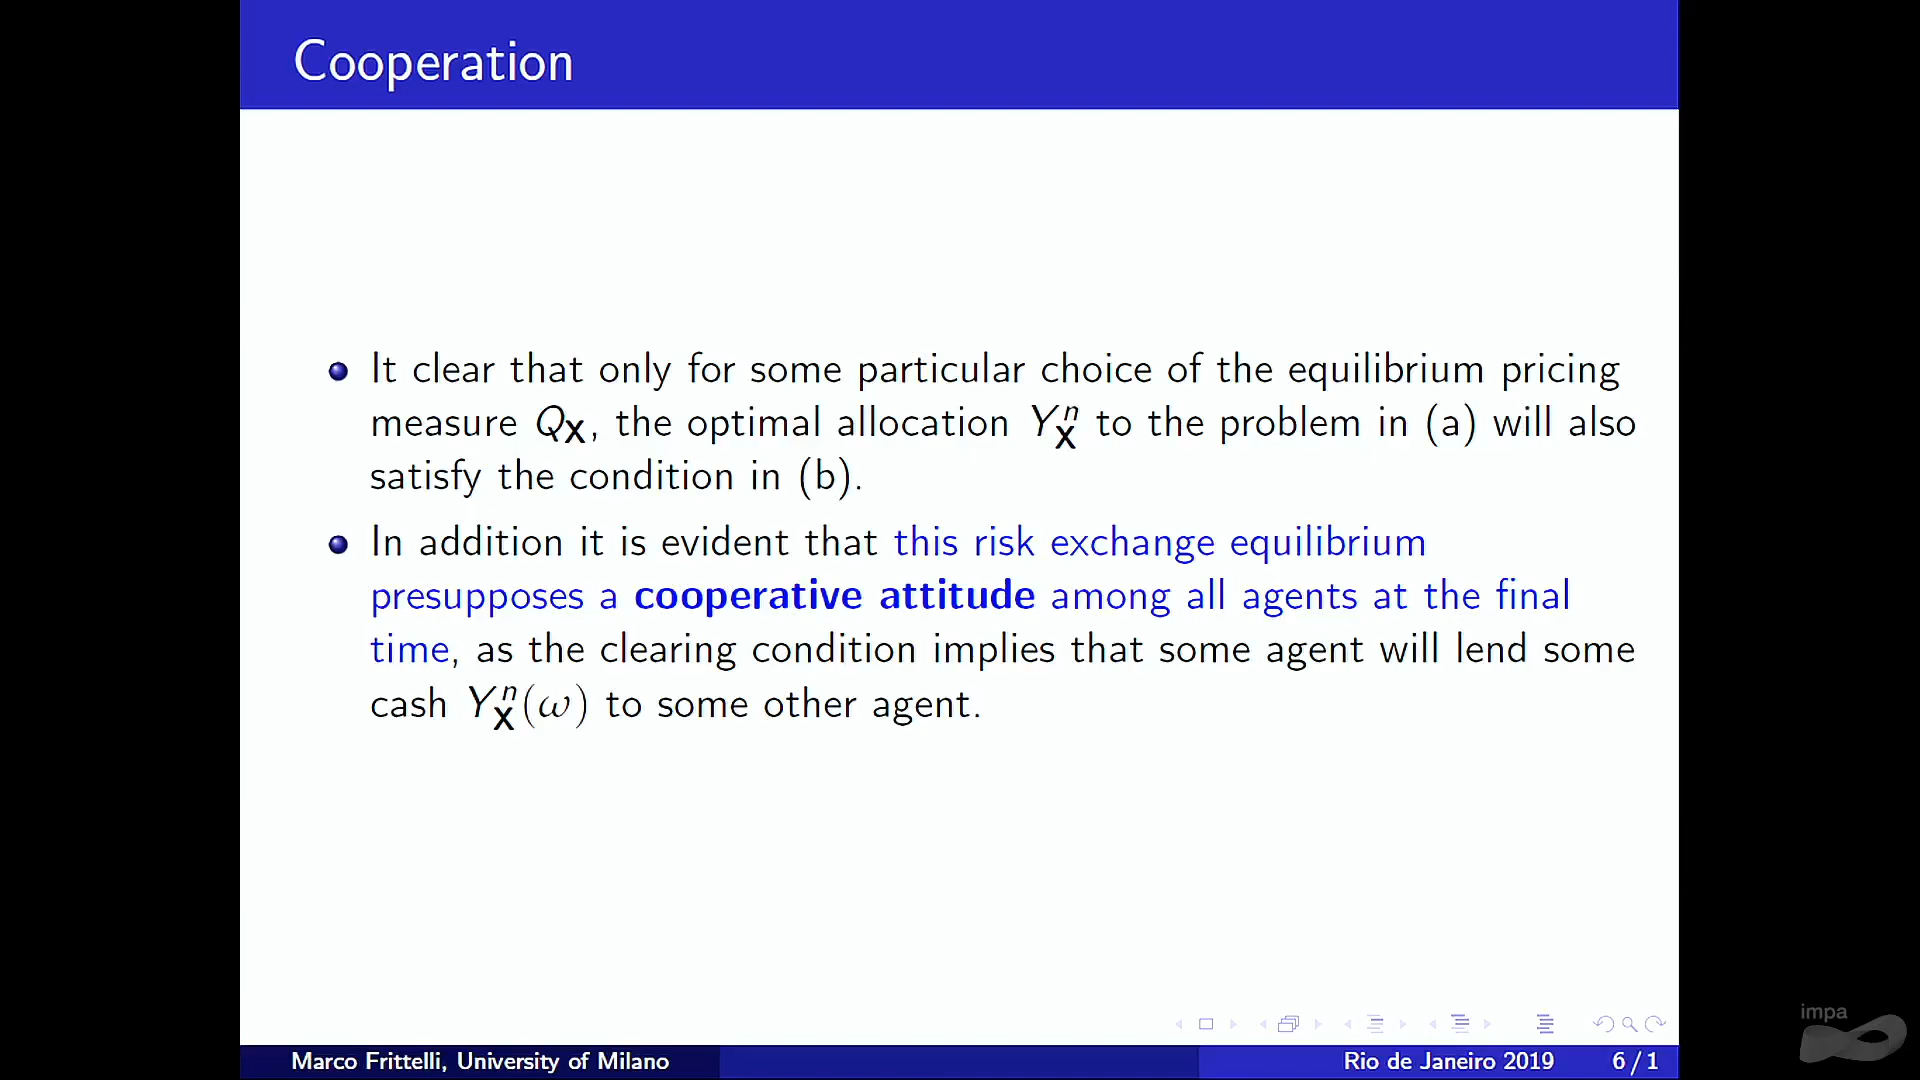 Cooperation
It clear that only for some particular choice of the equilibrium pricing
measure Q_X, the optimal allocation Y_X^n to the problem in (a) will also
satisfy the condition in (b).
In addition it is evident that this risk exchange equilibrium
presupposes a cooperative attitude among all agents at the final
time, as the clearing condition implies that some agent will lend some
cash Y_X^n(ω) to some other agent.
impa
Marco Frittelli, University of Milano Rio de Janeiro 2019 6 / 1